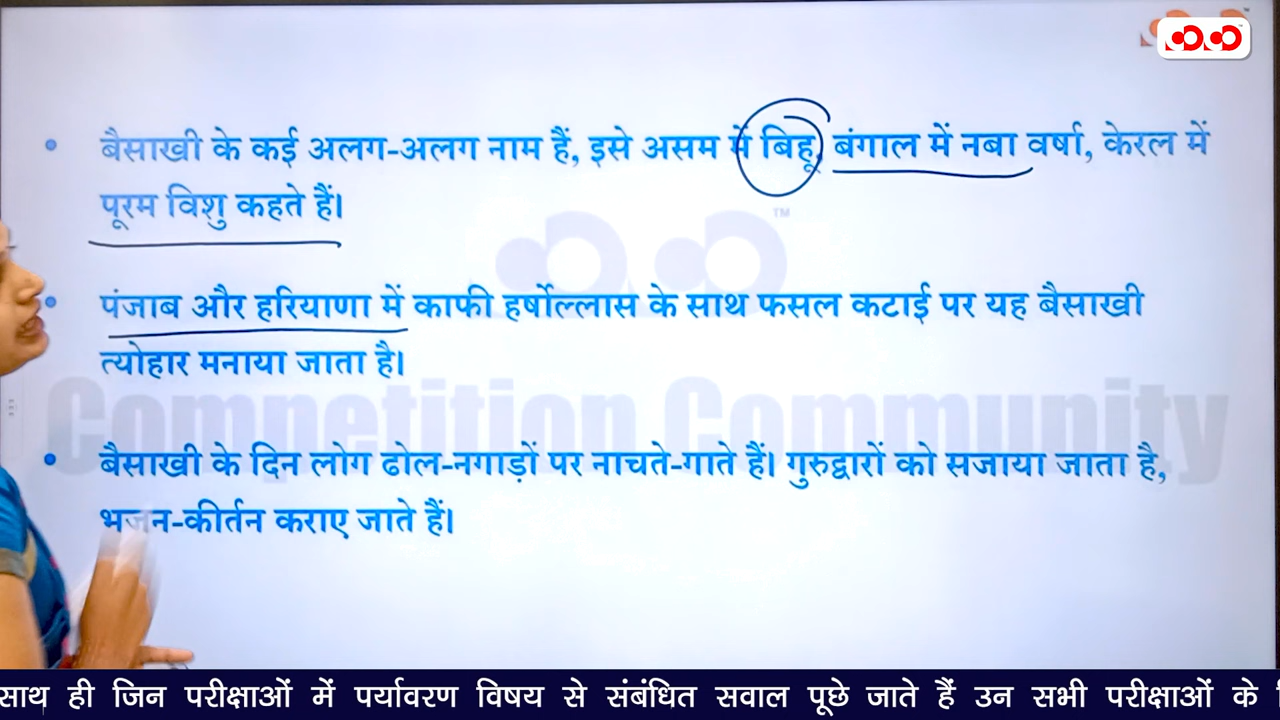 बैसाखी के कई अलग-अलग नाम हैं, इसे असम में बिहू, बंगाल में नबा वर्षा, केरल में
पूरम विशु कहते हैं।
पंजाब और हरियाणा में काफी हर्षोल्लास के साथ फसल कटाई पर यह बैसाखी
त्योहार मनाया जाता है।
Competition Community
बैसाखी के दिन लोग ढोल-नगाड़ों पर नाचते-गाते हैं। गुरुद्वारों को सजाया जाता है,
भजन-कीर्तन कराए जाते हैं।
साथ ही जिन परीक्षाओं में पर्यावरण विषय से संबंधित सवाल पूछे जाते हैं उन सभी परीक्षाओं के